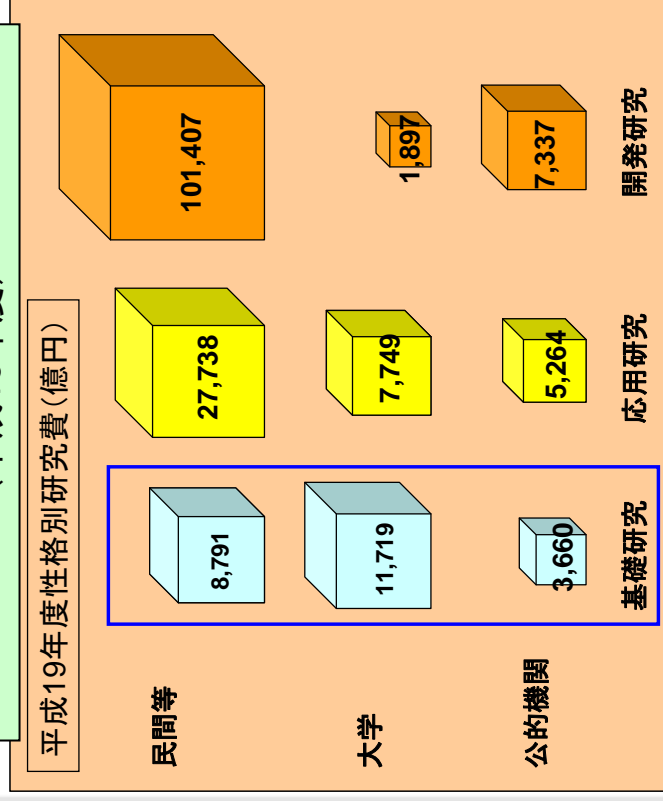 平成19年度性格別研究費(億円)
民間等
8,791
27,738
101,407
大学
11,719
7,749
1,897
公的機関
3,660
5,264
7,337
基礎研究
応用研究
開発研究